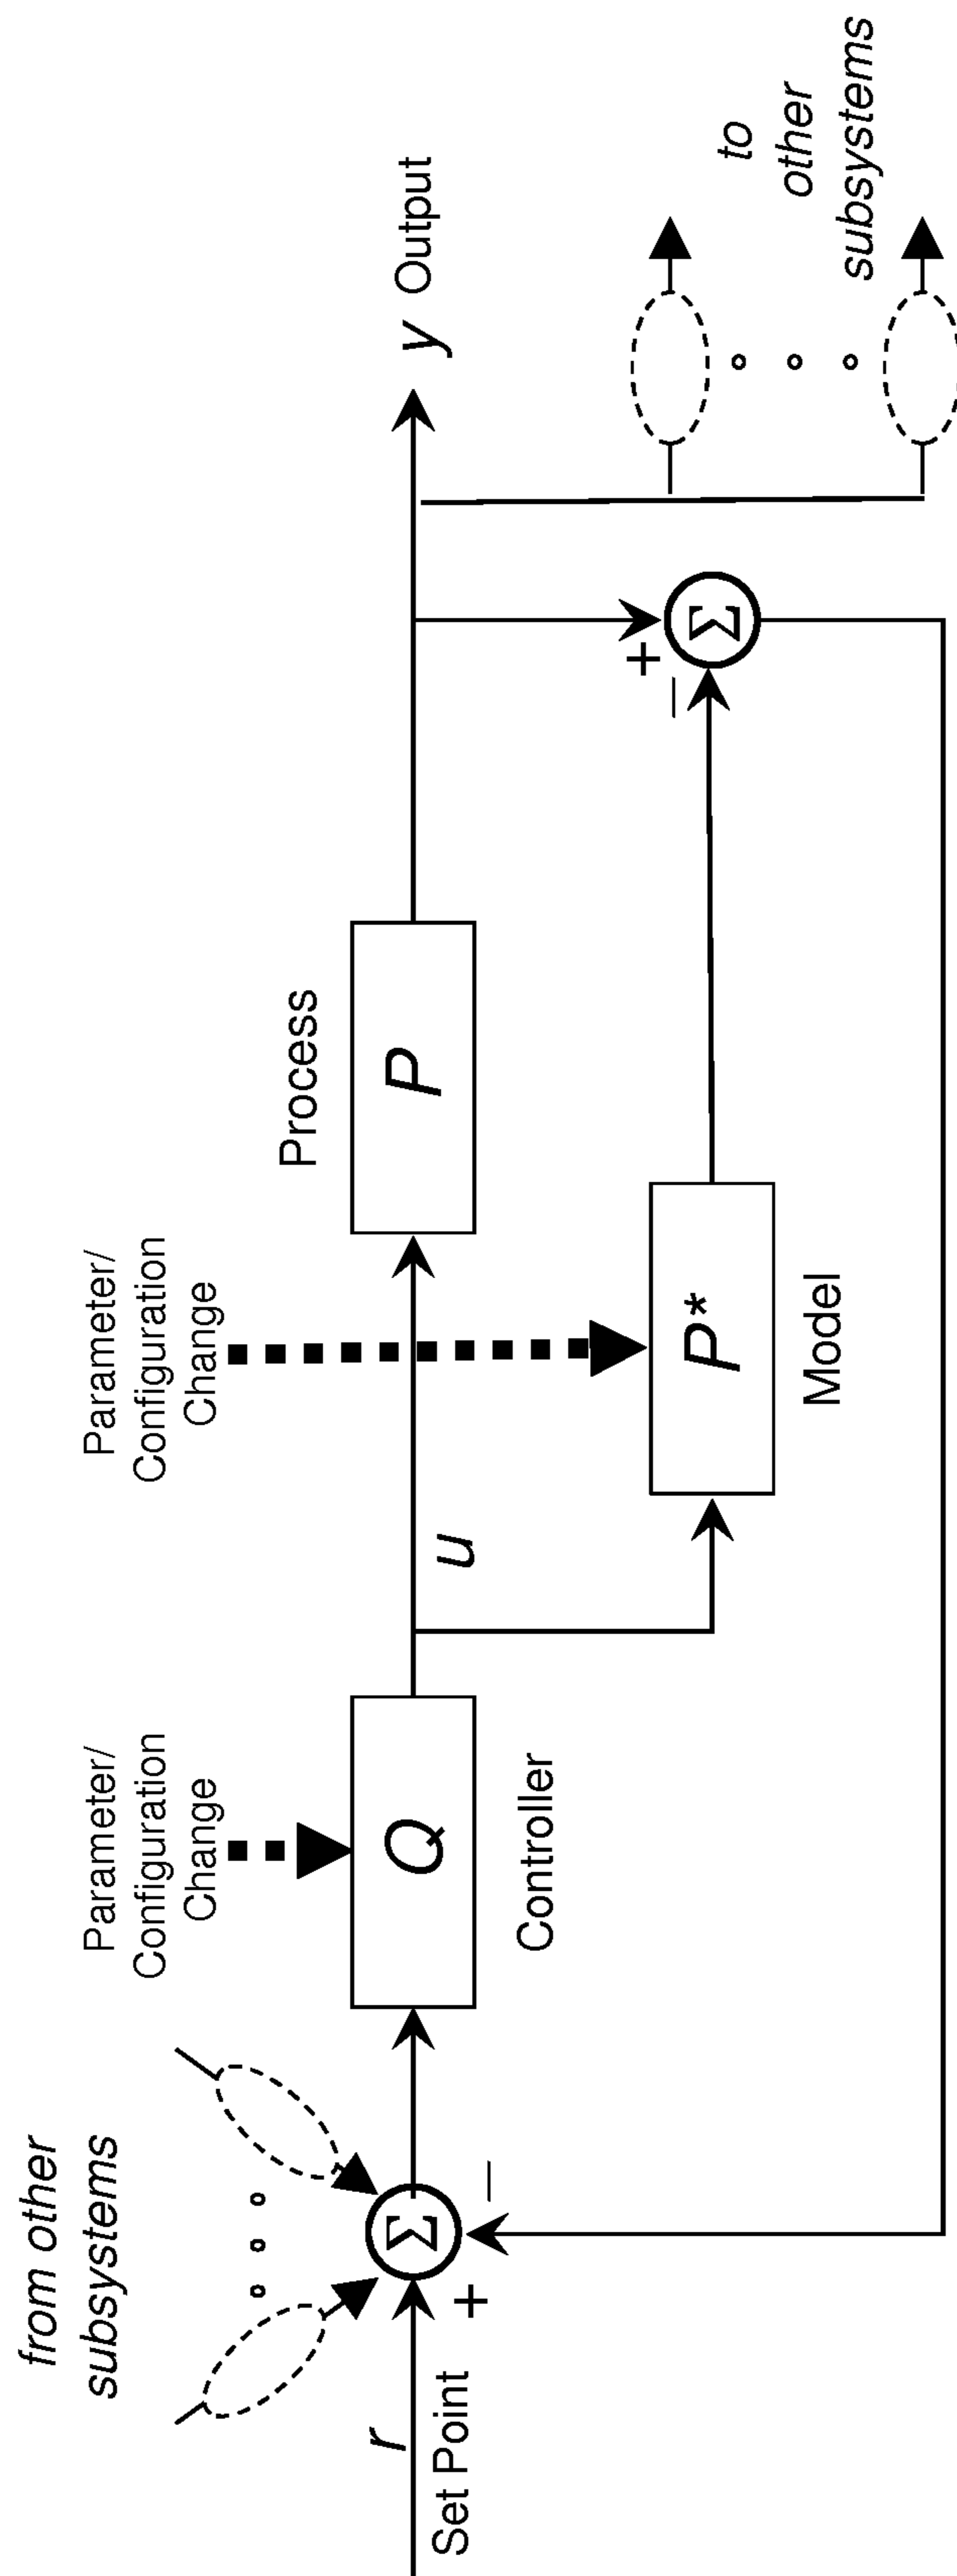 from other
subsystems
Parameter/
Configuration
Change
Parameter/
Configuration
Change
Process
r
Set Point
+
Σ
–
Q
Controller
u
P
y Output
P*
Model
+
–
Σ
to
other
subsystems